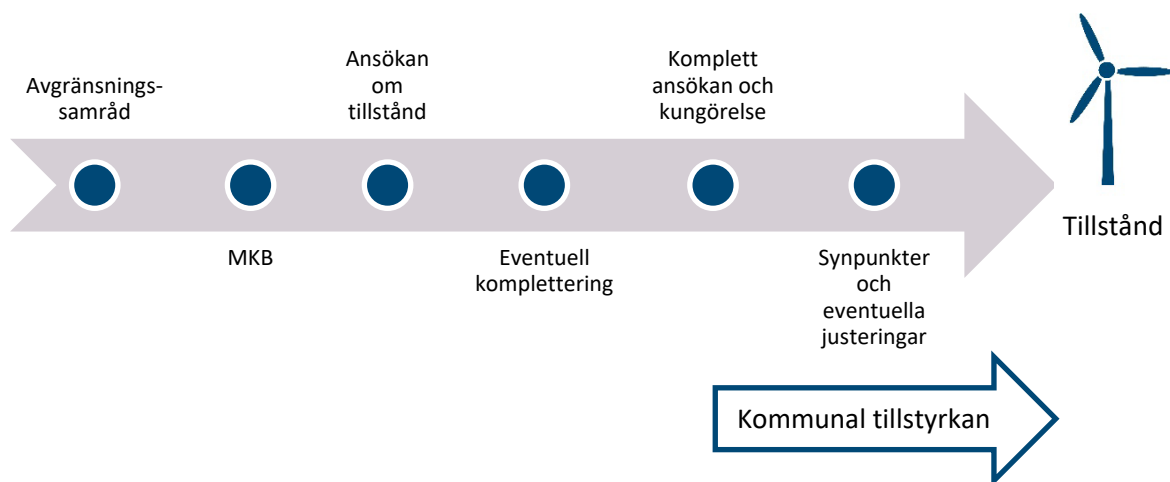 Avgränsnings-
samråd
MKB
Ansökan
om
tillstånd
Eventuell
komplettering
Komplett
ansökan och
kungörelse
Synpunkter
och
eventuella
justeringar
Tillstånd
Kommunal tillstyrkan